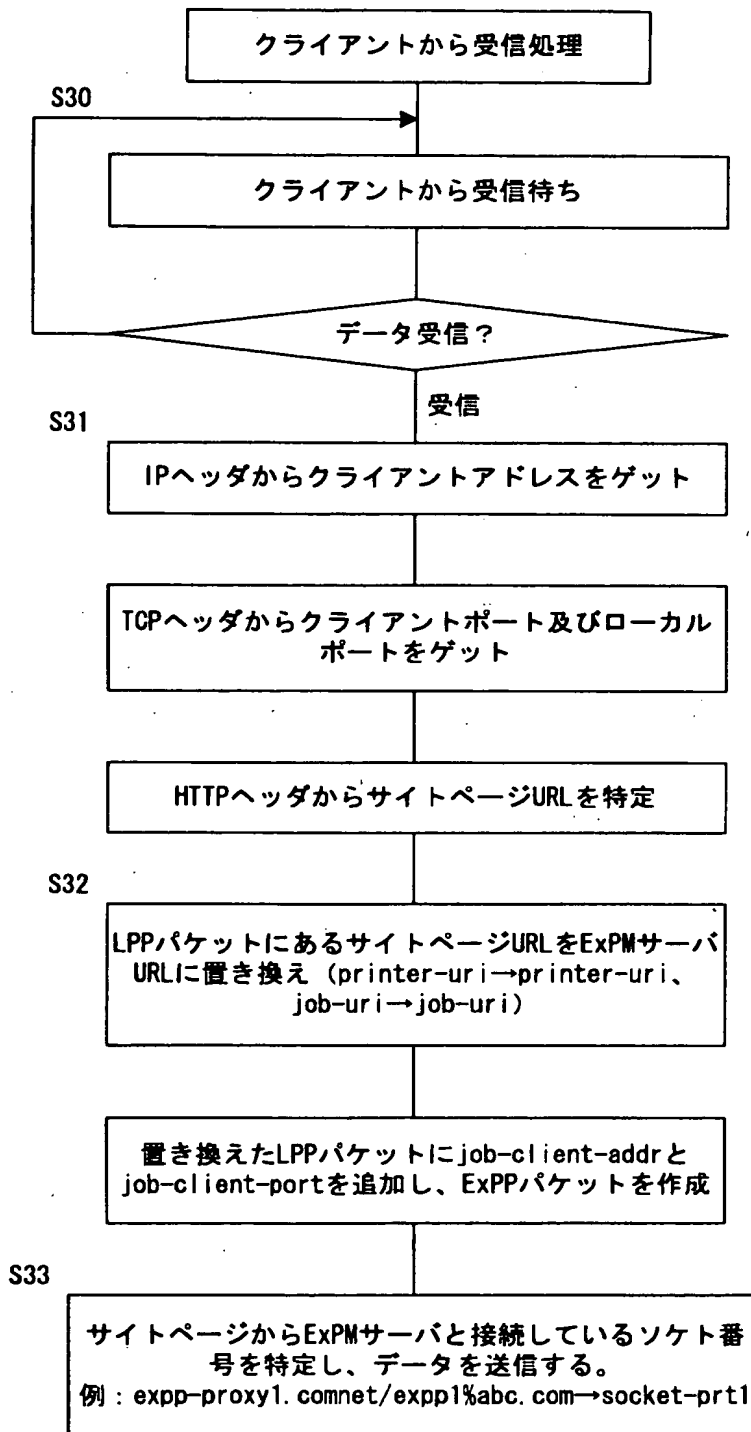 クライアントから受信処理
S30
クライアントから受信待ち
データ受信？
受信
S31
IPヘッダからクライアントアドレスをゲット
TCPヘッダからクライアントポート及びローカル
ポートをゲット
HTTPヘッダからサイトページURLを特定
S32
LPPパケットにあるサイトページURLをExPMサーバ
URLに置き換え（printer-uri→printer-uri、
job-uri→job-uri）
置き換えたLPPパケットにjob-client-addrと
job-client-portを追加し、ExPPパケットを作成
S33
サイトページからExPMサーバと接続しているソケト番
号を特定し、データを送信する。
例：expp-proxy1.comnet/expp1%abc.com→socket-prt1